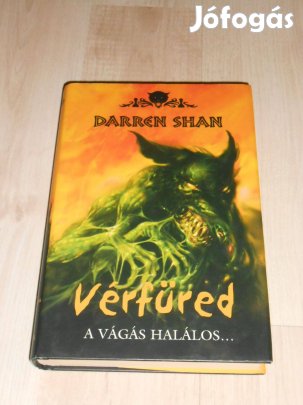 Jófogás
DARREN SHAN
Vérfüred
A VÁGÁS HALÁLOS...